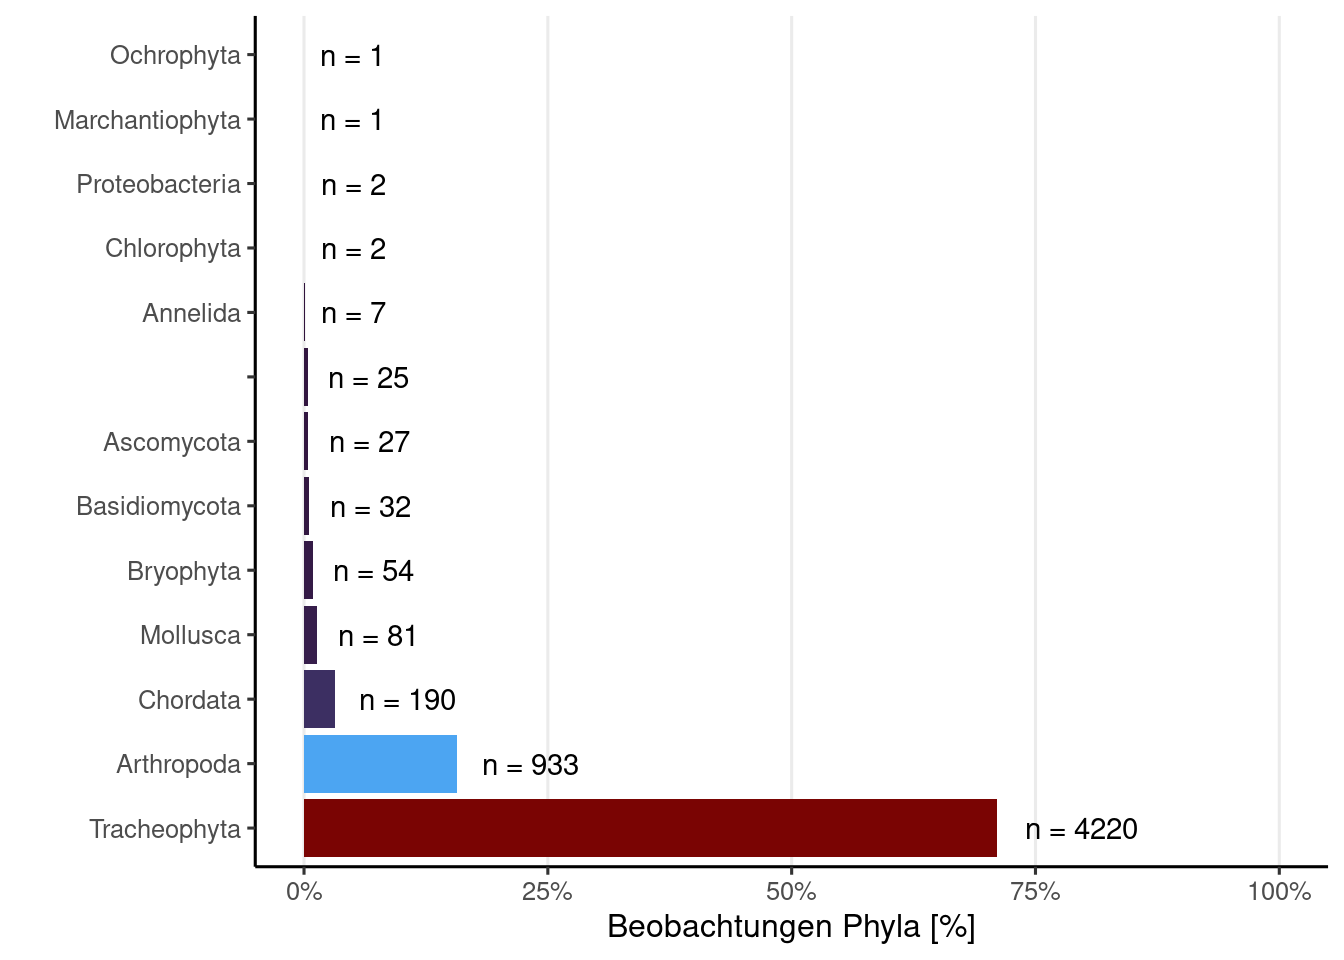 Ochrophyta n = 1
Marchantiophyta n = 1
Proteobacteria n = 2
Chlorophyta n = 2
Annelida n = 7
n = 25
Ascomycota n = 27
Basidiomycota n = 32
Bryophyta n = 54
Mollusca n = 81
Chordata n = 190
Arthropoda n = 933
Tracheophyta n = 4220
0% 25% 50% 75% 100%
Beobachtungen Phyla [%]